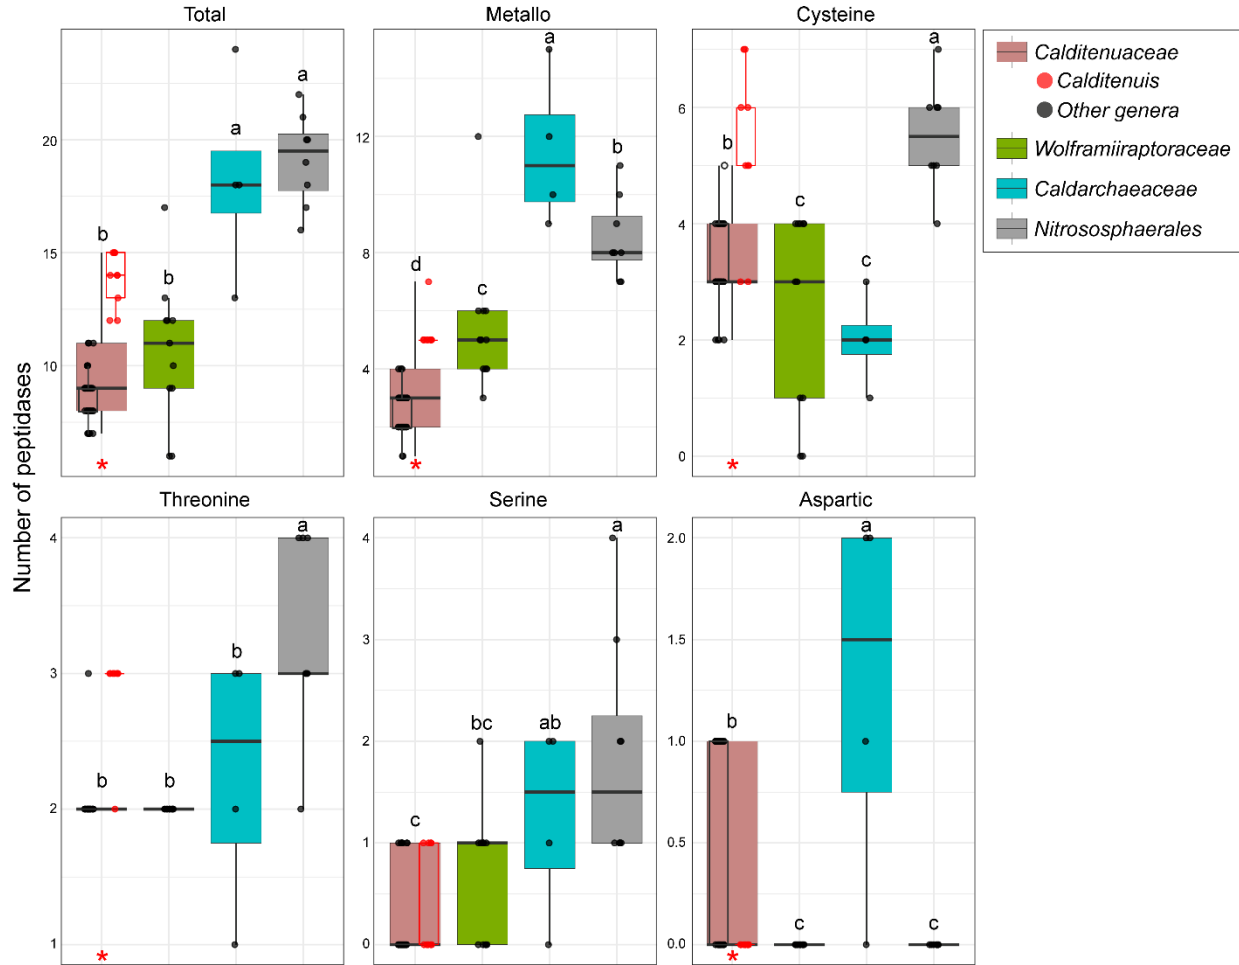 Total
Metallo
Cysteine
Number of peptidases
20
15
10
b
b
a
a
12
8
4
d
c
a
b
6
4
2
0
b
c
c
a
*
*
*
Calditenuaceae
Calditenuis
Other genera
Wolframiiraptoraceae
Caldarchaeaceae
Nitrososphaerales
Threonine
Serine
Aspartic
4
3
2
1
b
b
b
a
4
3
2
1
0
c
bc
ab
a
2.0
1.5
1.0
0.5
0.0
b
c
a
c
*
*